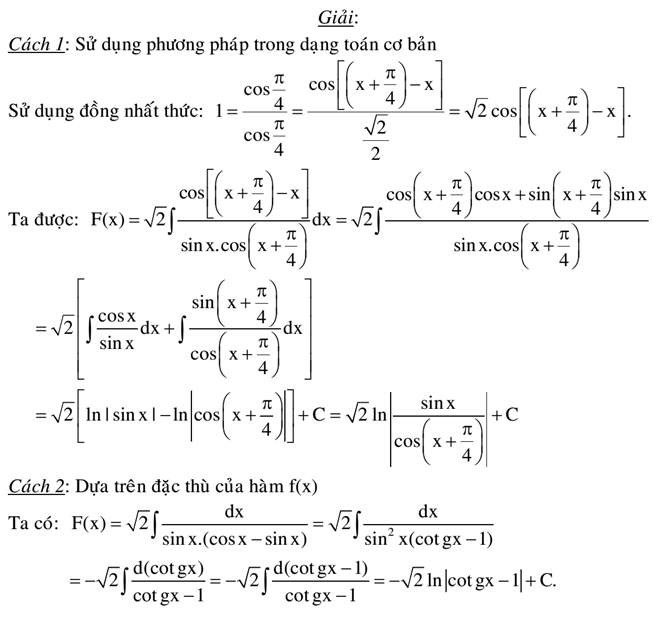 Giải:
Cách 1: Sử dụng phương pháp trong dạng toán cơ bản
Sử dụng đồng nhất thức: $1 = \frac{\cos\frac{\pi}{4}}{\cos\frac{\pi}{4}} = \frac{\cos\left[\left(x+\frac{\pi}{4}\right)-x\right]}{\frac{\sqrt{2}}{2}} = \sqrt{2}\cos\left[\left(x+\frac{\pi}{4}\right)-x\right].$
Ta được: $F(x) = \sqrt{2}\int\frac{\cos\left[\left(x+\frac{\pi}{4}\right)-x\right]}{\sin x.\cos\left(x+\frac{\pi}{4}\right)}dx = \sqrt{2}\int\frac{\cos\left(x+\frac{\pi}{4}\right)\cos x+\sin\left(x+\frac{\pi}{4}\right)\sin x}{\sin x.\cos\left(x+\frac{\pi}{4}\right)}$
$= \sqrt{2}\left[\int\frac{\cos x}{\sin x}dx+\int\frac{\sin\left(x+\frac{\pi}{4}\right)}{\cos\left(x+\frac{\pi}{4}\right)}dx\right]$
$= \sqrt{2}\left[\ln|\sin x|-\ln\left|\cos\left(x+\frac{\pi}{4}\right)\right|\right]+C = \sqrt{2}\ln\left|\frac{\sin x}{\cos\left(x+\frac{\pi}{4}\right)}\right|+C$
Cách 2: Dựa trên đặc thù của hàm f(x)
Ta có: $F(x) = \sqrt{2}\int\frac{dx}{\sin x.(\cos x-\sin x)} = \sqrt{2}\int\frac{dx}{\sin^2 x(\cot gx-1)}$
$= -\sqrt{2}\int\frac{d(\cot gx)}{\cot gx-1} = -\sqrt{2}\int\frac{d(\cot gx-1)}{\cot gx-1} = -\sqrt{2}\ln|\cot gx-1|+C.$